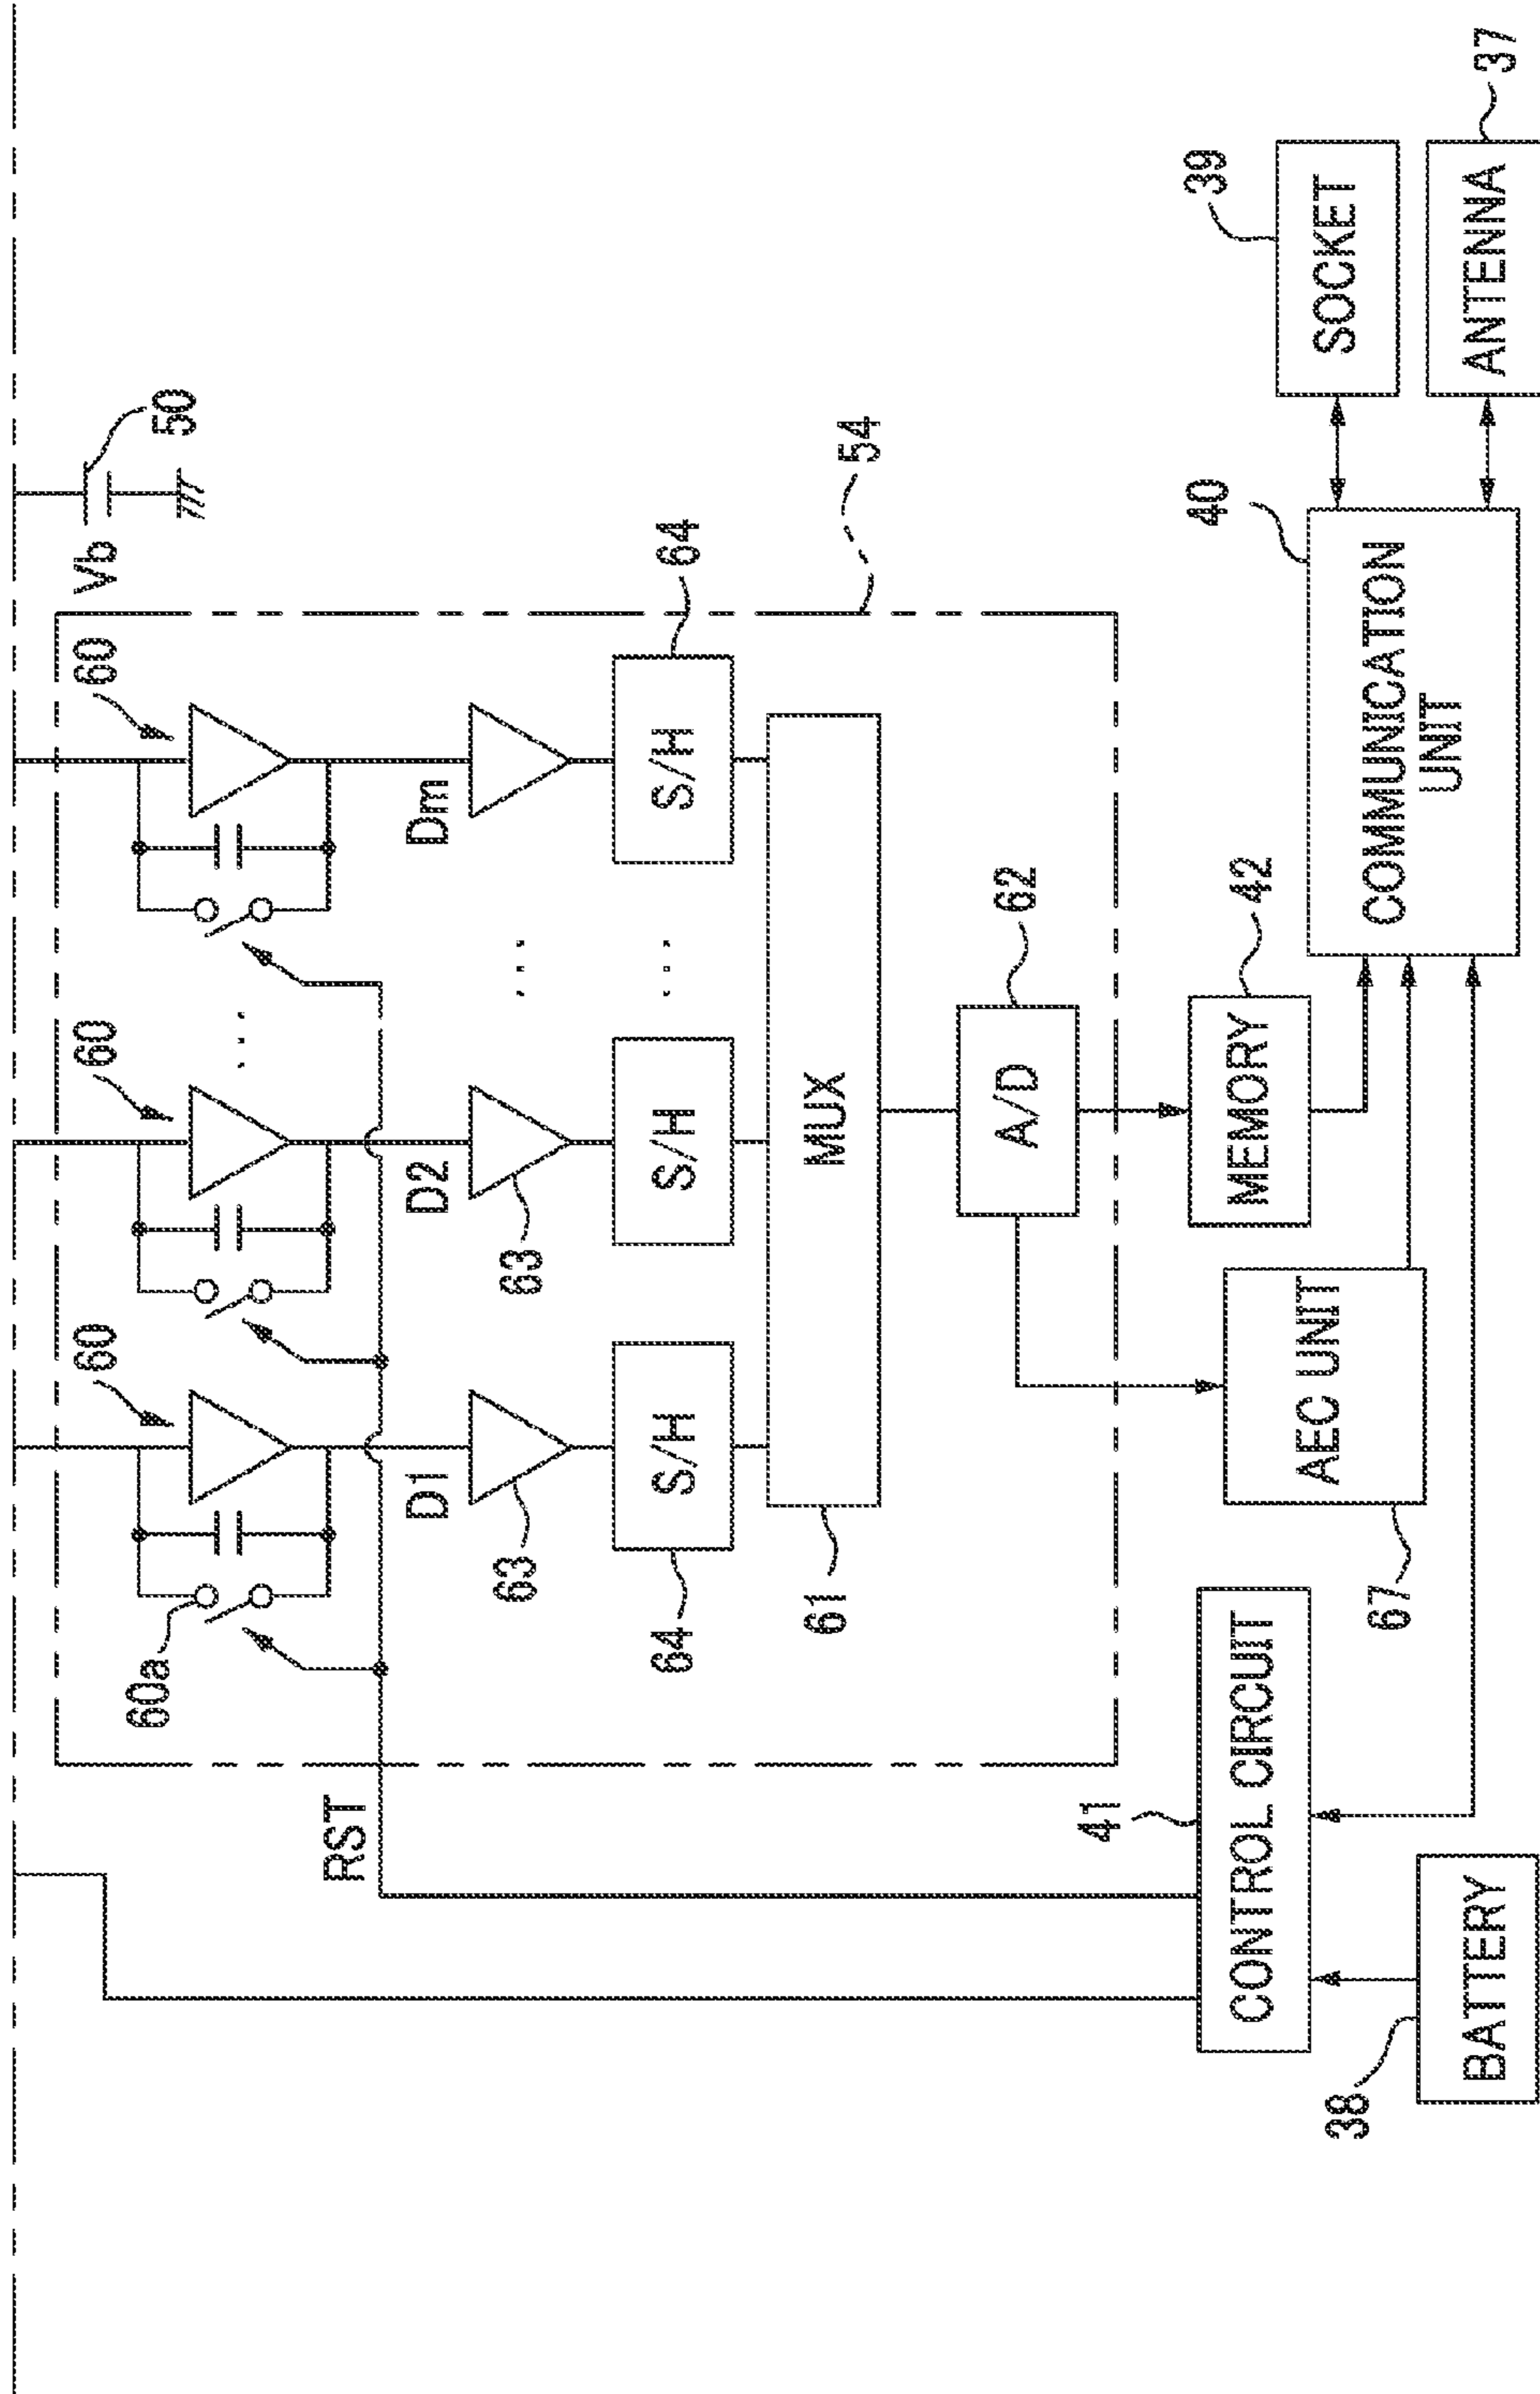 Vb
50
60
60
60
60a
RST
D1
D2
Dm
...
63
63
...
64
S/H
S/H
S/H
...
64
54
61
MUX
A/D
62
41
CONTROL CIRCUIT
AEC UNIT
67
MEMORY
42
40
COMMUNICATION
UNIT
39
SOCKET
38
BATTERY
ANTENNA
37